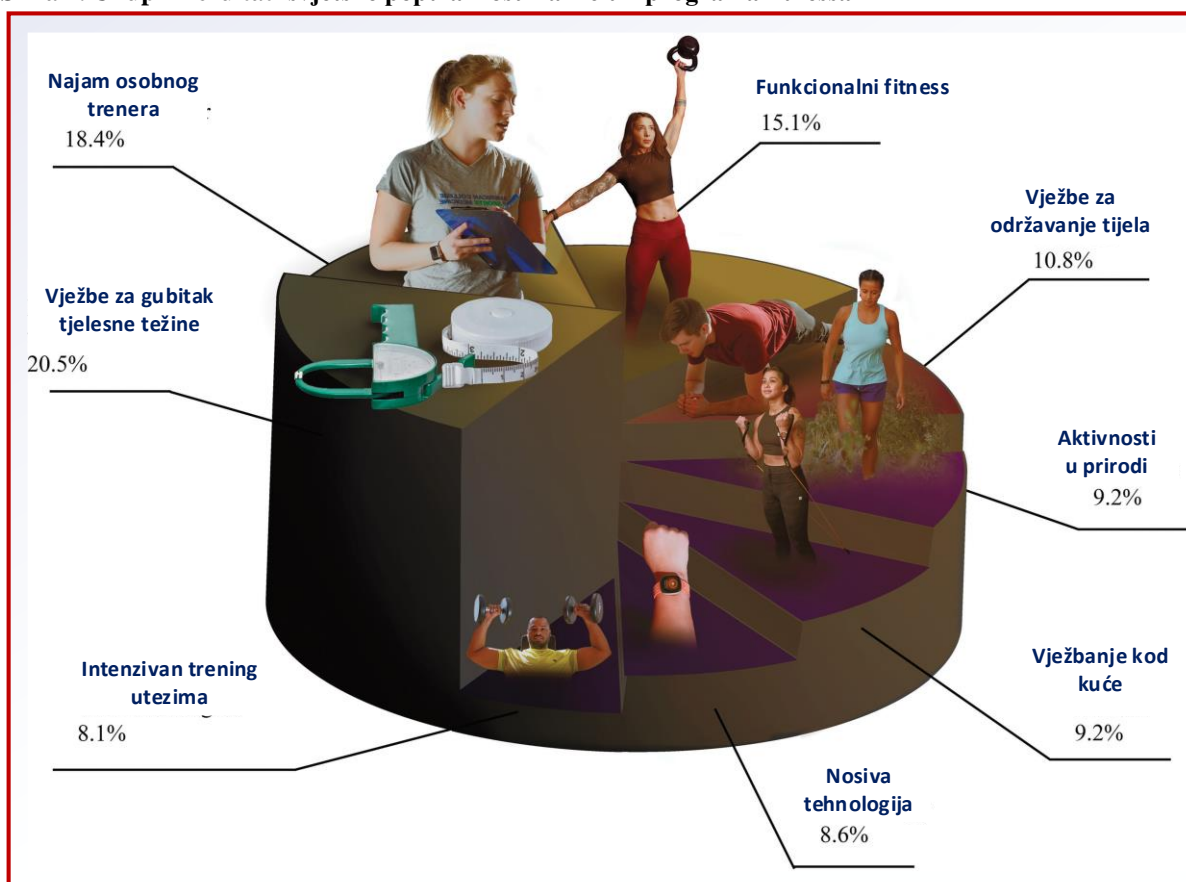 Najam osobnog
trenera
18.4%
Funkcionalni fitness
15.1%
Vježbe za
održavanje tijela
10.8%
Vježbe za gubitak
tjelesne težine
20.5%
Aktivnosti
u prirodi
9.2%
Intenzivan trening
utezima
8.1%
Vježbanje kod
kuće
9.2%
Nosiva
tehnologija
8.6%